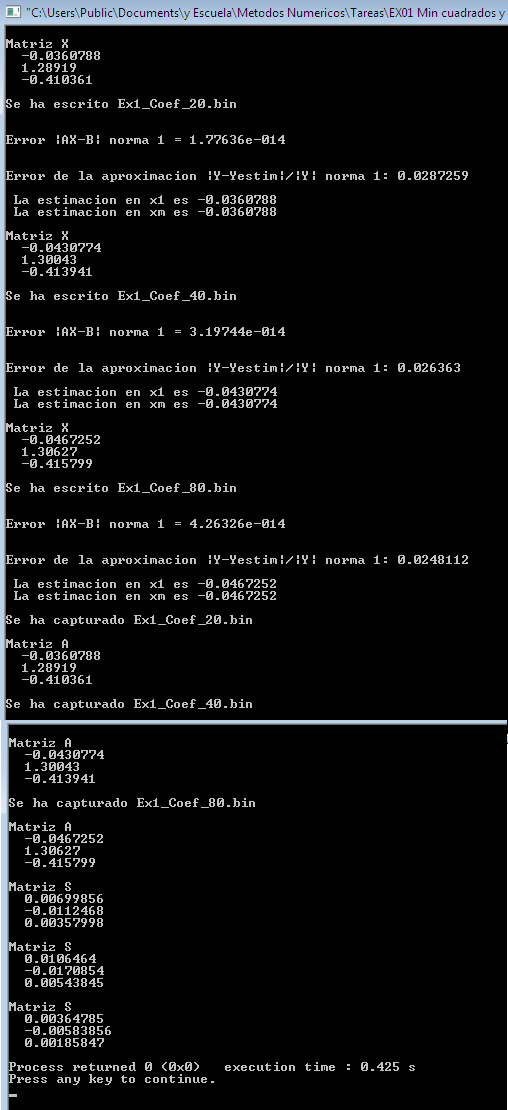 "C:\Users\Public\Documents\y Escuela\Metodos Numericos\Tareas\EX01 Min cuadrados y
Matriz X
-0.0360788
1.28919
-0.410361
Se ha escrito Ex1_Coef_20.bin
Error |AX-B| norma 1 = 1.77636e-014
Error de la aproximacion |Y-Yestim|/|Y| norma 1: 0.0287259
La estimacion en x1 es -0.0360788
La estimacion en xm es -0.0360788
Matriz X
-0.0430774
1.30043
-0.413941
Se ha escrito Ex1_Coef_40.bin
Error |AX-B| norma 1 = 3.19744e-014
Error de la aproximacion |Y-Yestim|/|Y| norma 1: 0.026363
La estimacion en x1 es -0.0430774
La estimacion en xm es -0.0430774
Matriz X
-0.0467252
1.30627
-0.415799
Se ha escrito Ex1_Coef_80.bin
Error |AX-B| norma 1 = 4.26326e-014
Error de la aproximacion |Y-Yestim|/|Y| norma 1: 0.0248112
La estimacion en x1 es -0.0467252
La estimacion en xm es -0.0467252
Se ha capturado Ex1_Coef_20.bin
Matriz A
-0.0360788
1.28919
-0.410361
Se ha capturado Ex1_Coef_40.bin
Matriz A
-0.0430774
1.30043
-0.413941
Se ha capturado Ex1_Coef_80.bin
Matriz A
-0.0467252
1.30627
-0.415799
Matriz S
0.00699856
-0.0112468
0.00357998
Matriz S
0.0106464
-0.0170854
0.00543845
Matriz S
0.00364785
-0.00583856
0.00185847
Process returned 0 (0x0)   execution time : 0.425 s
Press any key to continue.